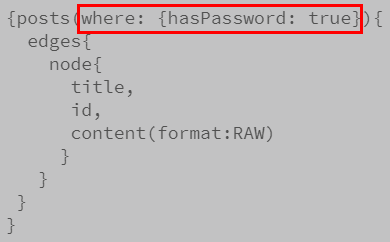 {posts(where: {hasPassword: true}){
  edges{
    node{
      title,
      id,
      content(format:RAW)
     }
   }
 }
}